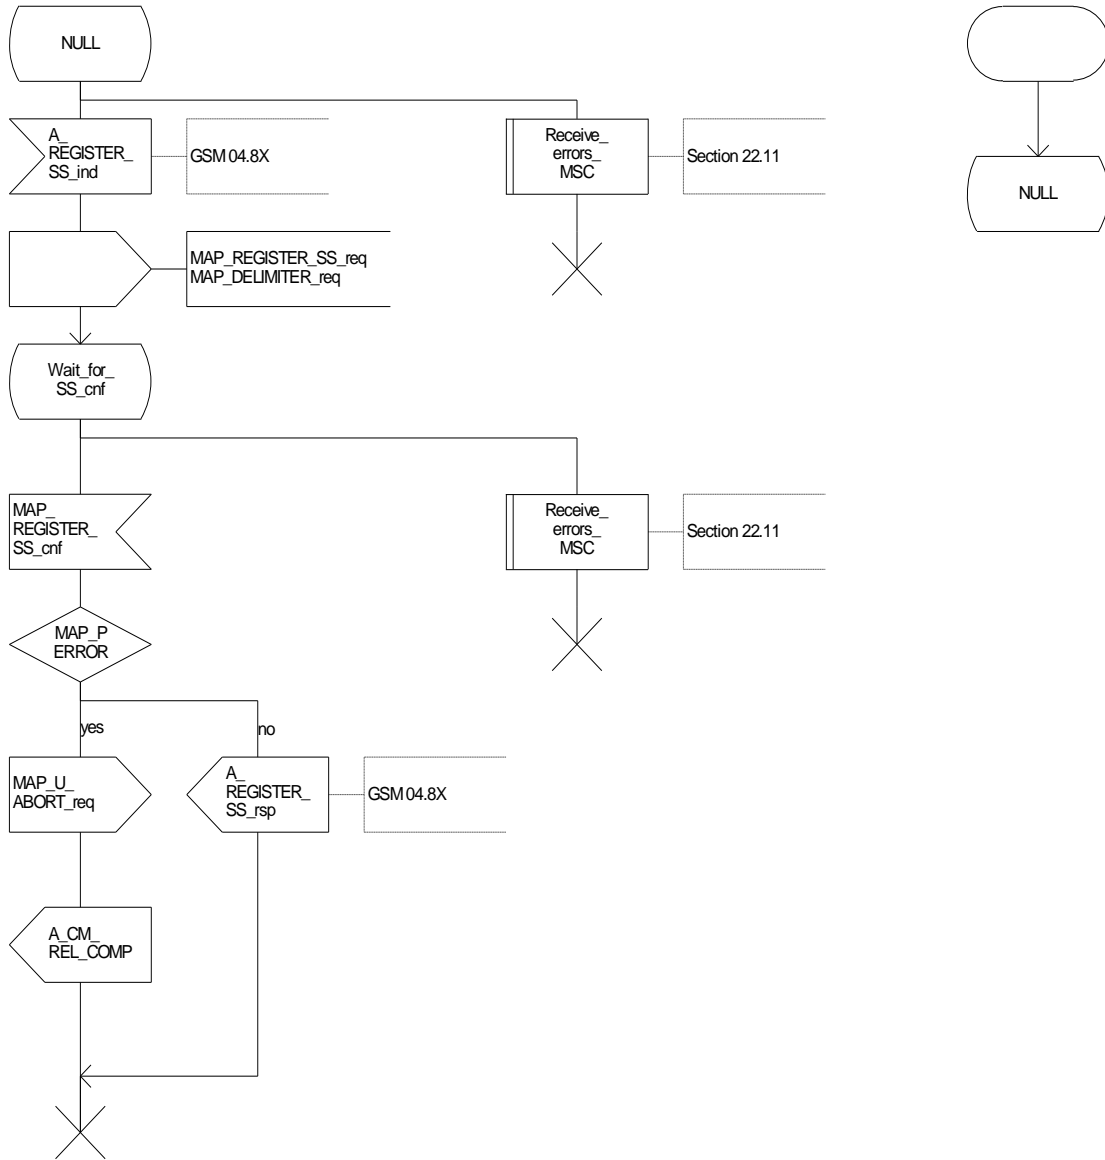 NULL
A_
REGISTER_
SS_ind
GSM 04.8X
Receive_
errors_
MSC
Section 22.11
NULL
MAP_REGISTER_SS_req
MAP_DELIMITER_req
Wait_for_
SS_cnf
MAP_
REGISTER_
SS_cnf
Receive_
errors_
MSC
Section 22.11
MAP_P
ERROR
yes
no
MAP_U_
ABORT_req
A_
REGISTER_
SS_rsp
GSM 04.8X
A_CM_
REL_COMP